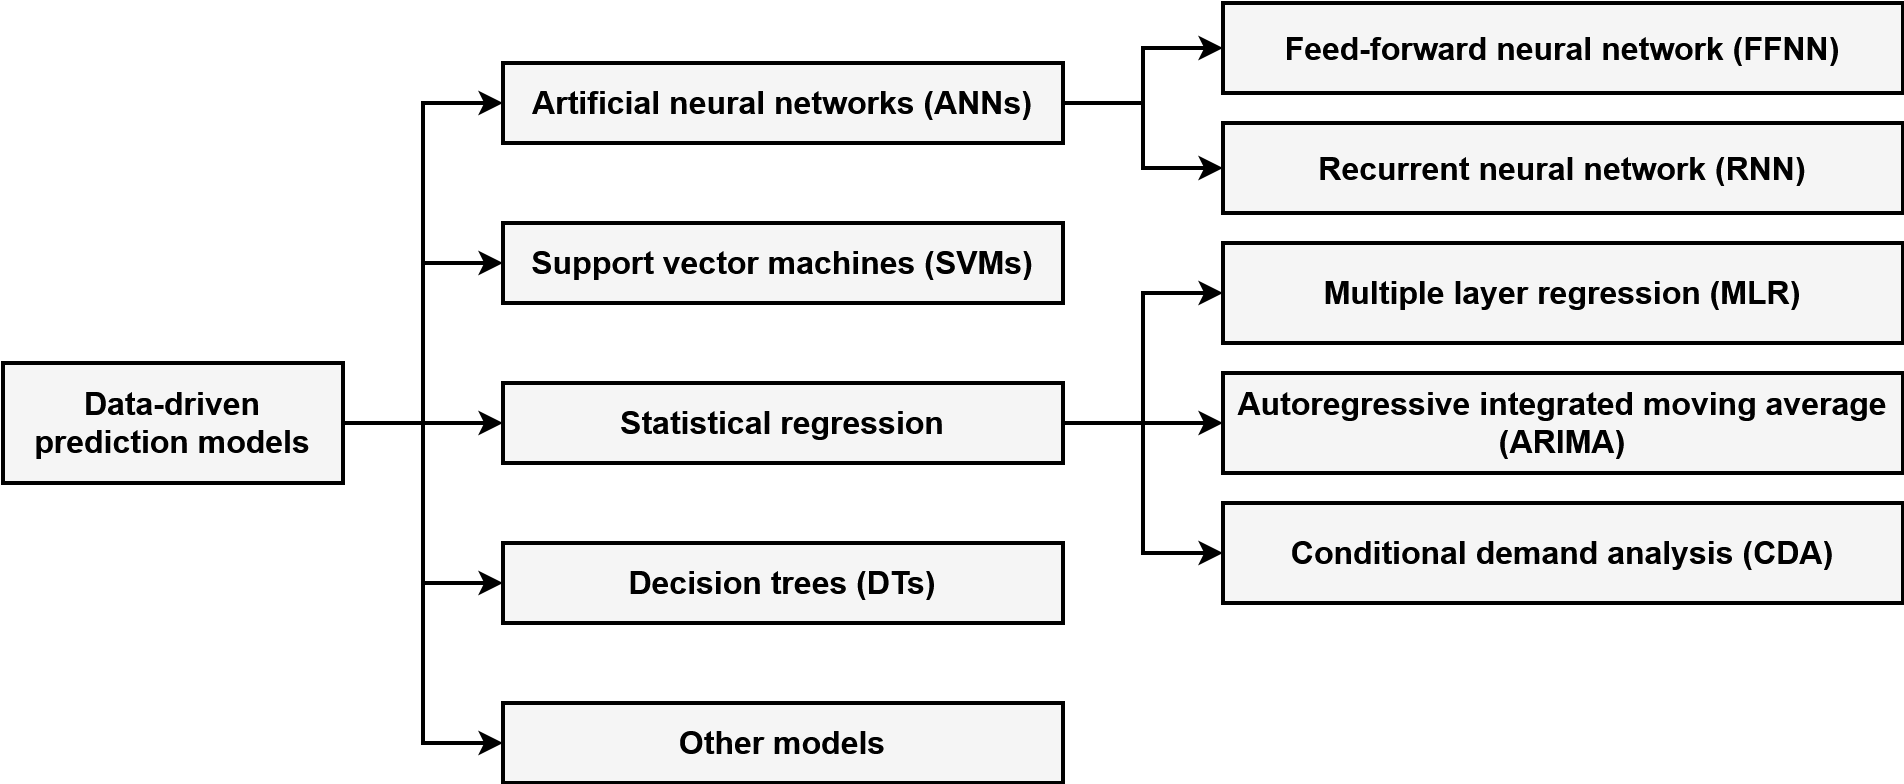 Data-driven
prediction models
Artificial neural networks (ANNs)
Support vector machines (SVMs)
Statistical regression
Decision trees (DTs)
Other models
Feed-forward neural network (FFNN)
Recurrent neural network (RNN)
Multiple layer regression (MLR)
Autoregressive integrated moving average
(ARIMA)
Conditional demand analysis (CDA)